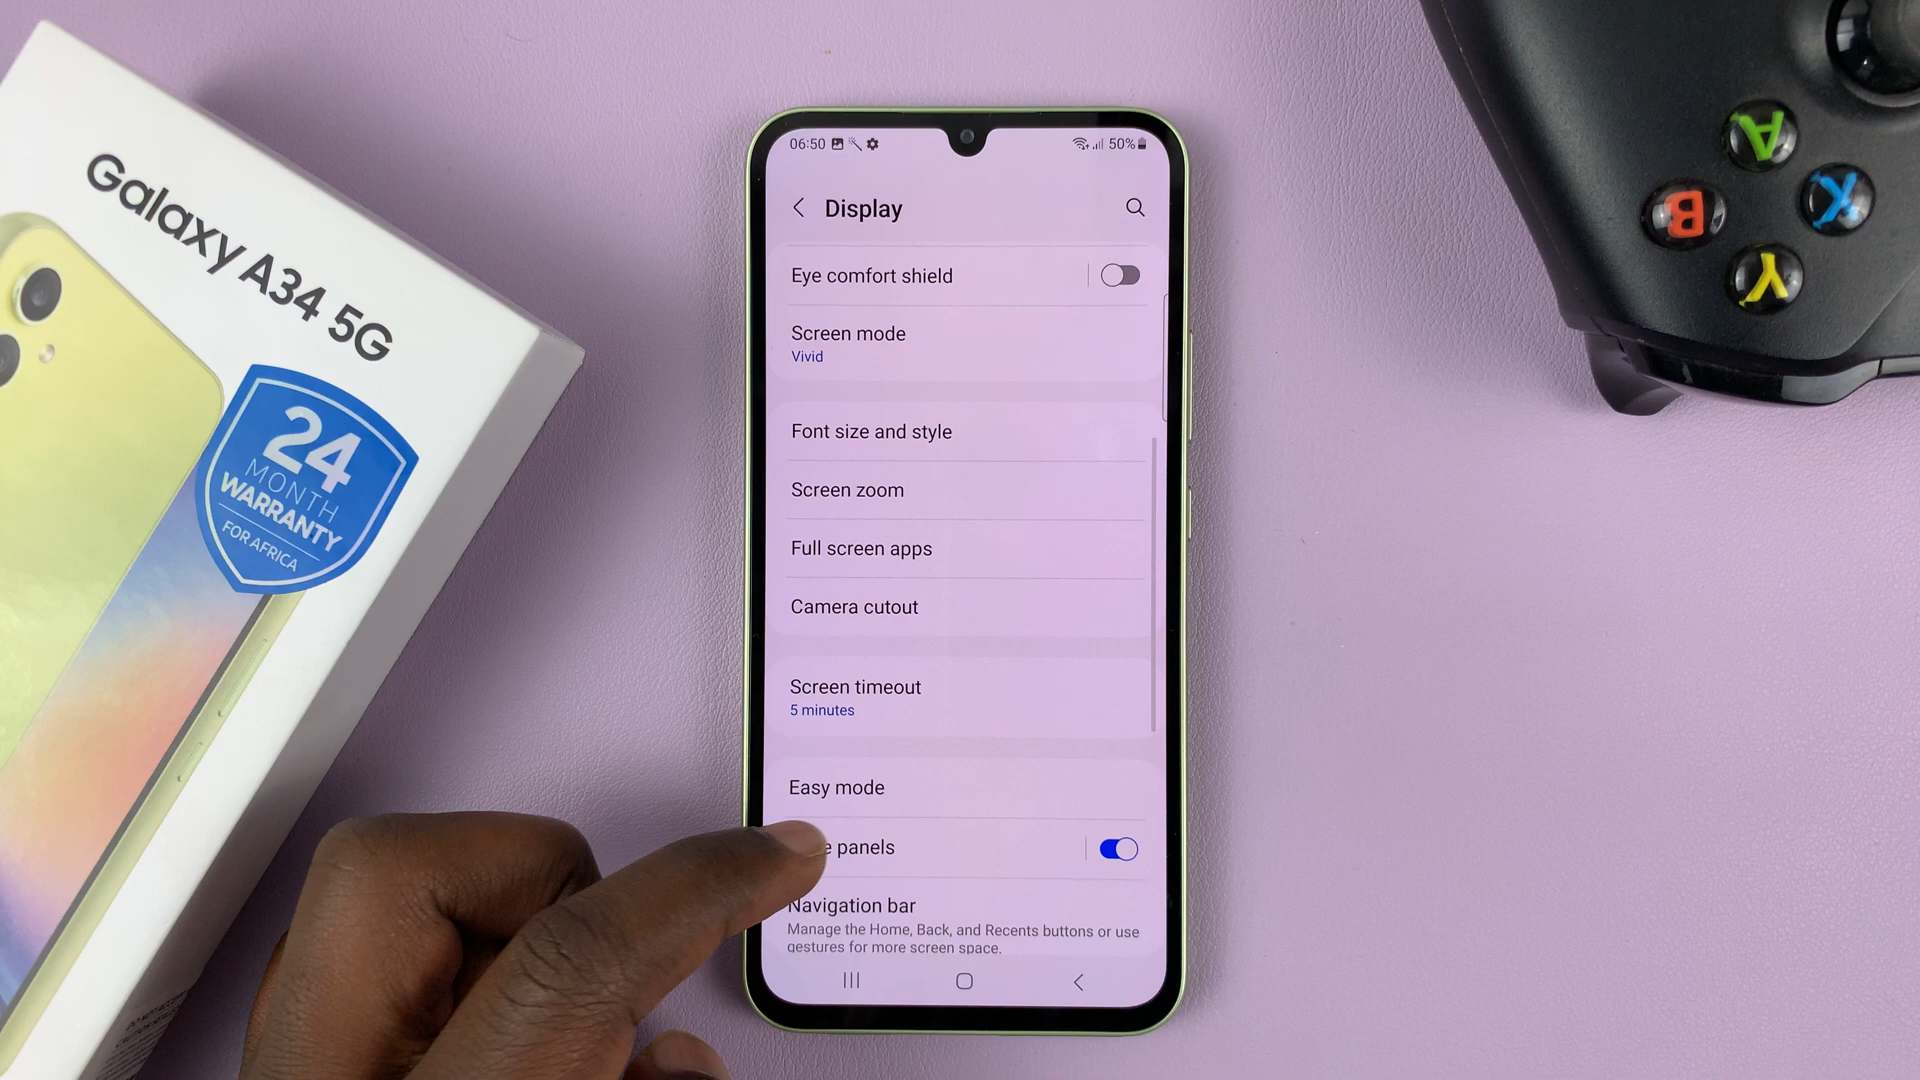 Galaxy A34 5G
24
MONTH
WARRANTY
FOR AFRICA
06:50
50%
Display
Eye comfort shield
Screen mode
Vivid
Font size and style
Screen zoom
Full screen apps
Camera cutout
Screen timeout
5 minutes
Easy mode
e panels
Navigation bar
Manage the Home, Back, and Recents buttons or use
gestures for more screen space.
A
B
X
Y